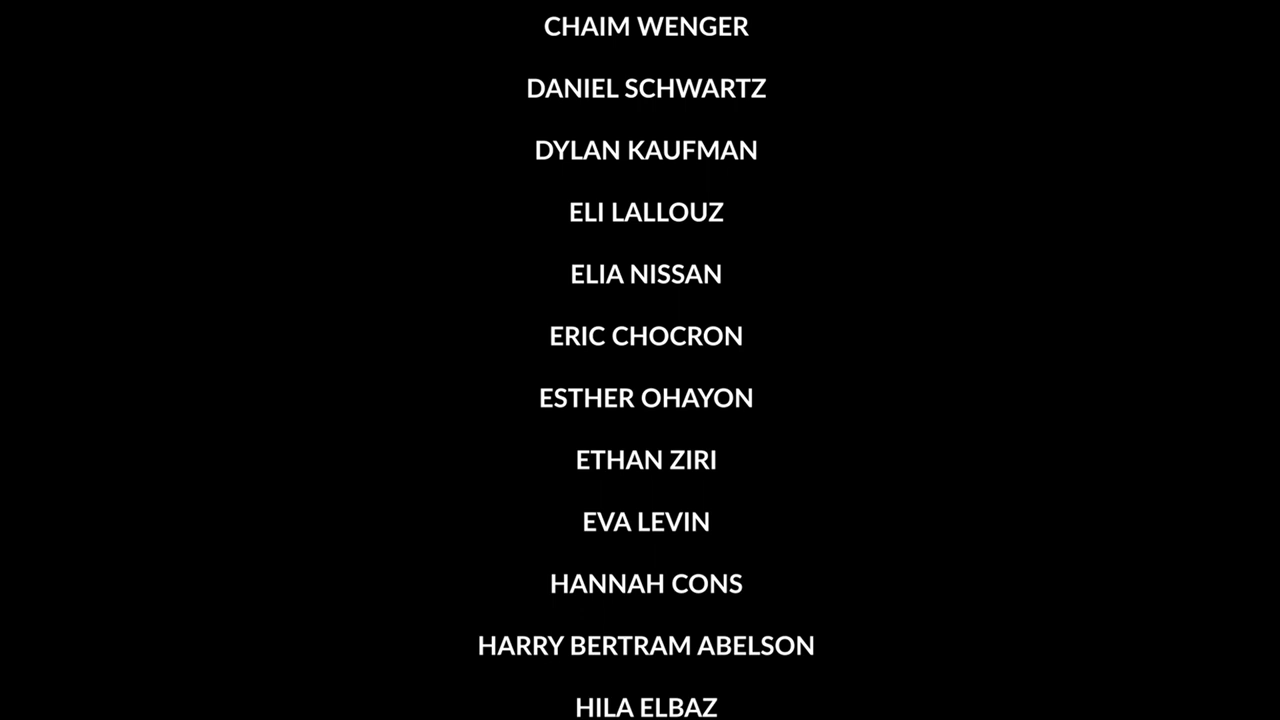 CHAIM WENGER
DANIEL SCHWARTZ
DYLAN KAUFMAN
ELI LALLOUZ
ELIA NISSAN
ERIC CHOCRON
ESTHER OHAYON
ETHAN ZIRI
EVA LEVIN
HANNAH CONS
HARRY BERTRAM ABELSON
HILA ELBAZ